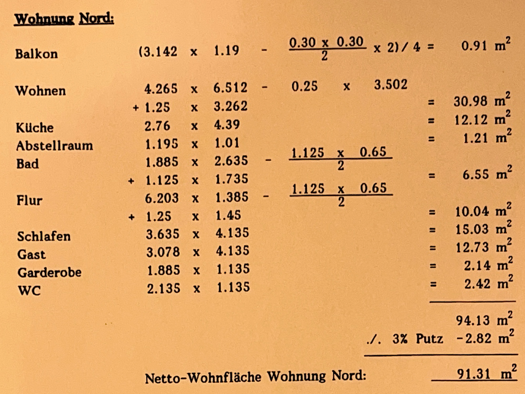 Wohnung Nord:
Balkon (3.142 x 1.19 - 0.30 x 0.30 / 2 x 2)/ 4 = 0.91 m²
Wohnen 4.265 x 6.512 - 0.25 x 3.502
+ 1.25 x 3.262 = 30.98 m²
Küche 2.76 x 4.39 = 12.12 m²
Abstellraum 1.195 x 1.01 = 1.21 m²
Bad 1.885 x 2.635 - 1.125 x 0.65 / 2
+ 1.125 x 1.735 = 6.55 m²
Flur 6.203 x 1.385 - 1.125 x 0.65 / 2
+ 1.25 x 1.45 = 10.04 m²
Schlafen 3.635 x 4.135 = 15.03 m²
Gast 3.078 x 4.135 = 12.73 m²
Garderobe 1.885 x 1.135 = 2.14 m²
WC 2.135 x 1.135 = 2.42 m²
94.13 m²
./. 3% Putz -2.82 m²
Netto-Wohnfläche Wohnung Nord: 91.31 m²